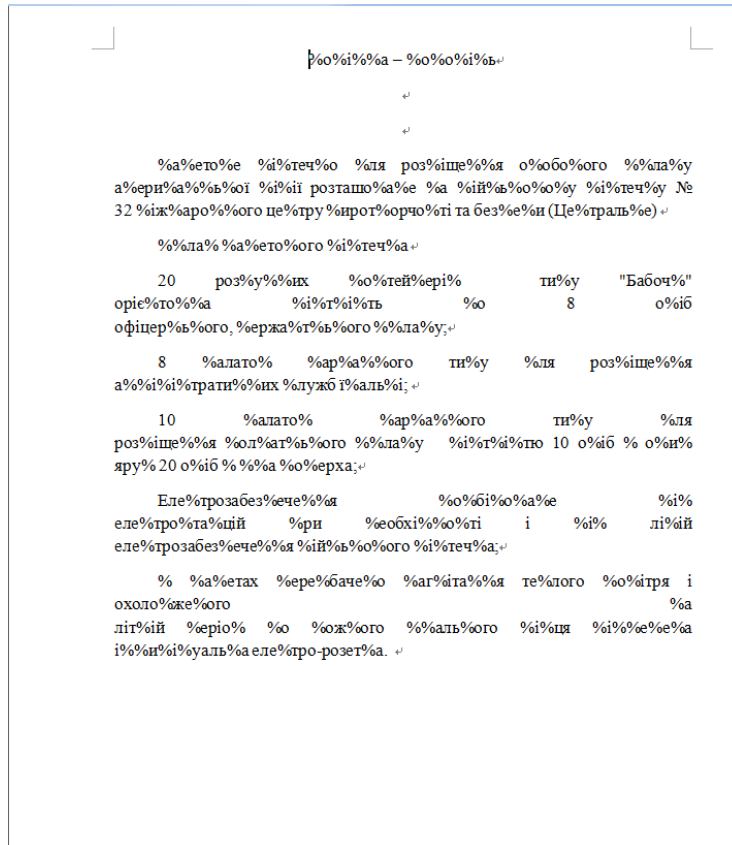 %о%і%%а – %о%о%і%ь
%а%ето%е %і%теч%о %ля роз%іще%%я о%обо%ого %%ла%у
а%ери%а%%ь%ої %і%ії розташо%а%е %а %ій%ь%о%о%у %і%теч%у №
32 %іж%аро%%ого це%тру %ирот%орчо%ті та без%е%и (Це%траль%е)
%%ла% %а%ето%ого %і%теч%а
20 роз%у%%их %о%тей%ері% ти%у "Бабоч%"
оріє%то%%а %і%т%і%ть %о 8 о%іб
офіцер%ь%ого, %ержа%т%ь%ого %%ла%у;
8 %алато% %ар%а%%ого ти%у %ля роз%іще%%я
а%%і%і%трати%%их %лужб ї%аль%і;
10 %алато% %ар%а%%ого ти%у %ля
роз%іще%%я %ол%ат%ь%ого %%ла%у %і%т%і%тю 10 о%іб % о%и%
яру% 20 о%іб % %%а %о%ерха;
Еле%трозабез%ече%%я %о%бі%о%а%е %і%
еле%тро%та%цій %ри %еобхі%%о%ті і %і% лі%ій
еле%трозабез%ече%%я %ій%ь%о%ого %і%теч%а;
% %а%етах %ере%баче%о %аг%іта%%я те%лого %о%ітря і
охоло%же%ого %а
літ%ій %еріо% %о %ож%ого %%аль%ого %і%ця %і%%е%е%а
і%%и%і%уаль%а еле%тро-розет%а.